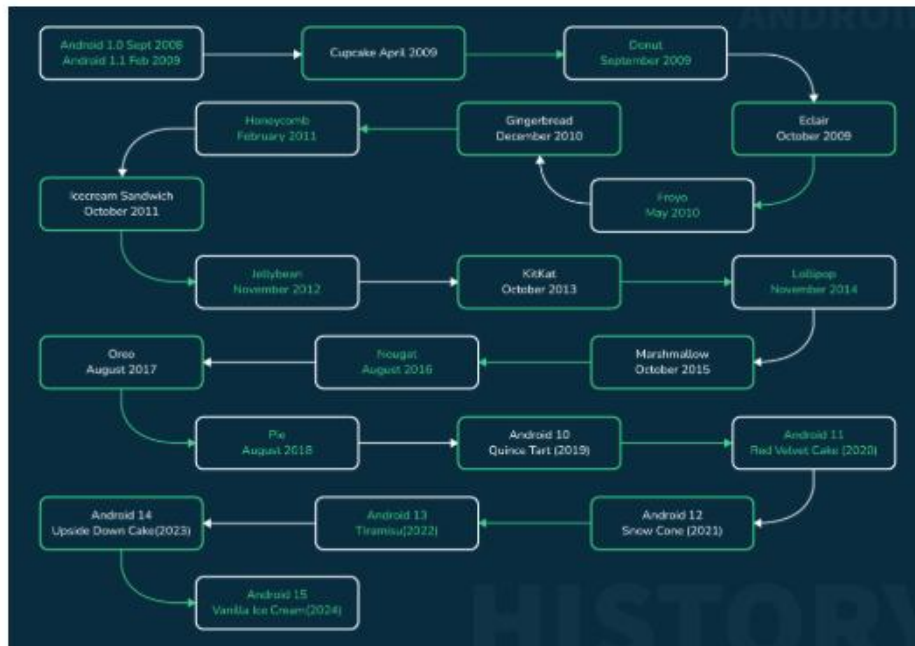 ANDROID
Android 1.0 Sept 2008
Android 1.1 Feb 2009
Cupcake April 2009
Donut
September 2009
Eclair
October 2009
Froyo
May 2010
Gingerbread
December 2010
Honeycomb
February 2011
Icecream Sandwich
October 2011
Jellybean
November 2012
KitKat
October 2013
Lollipop
November 2014
Marshmallow
October 2015
Nougat
August 2016
Oreo
August 2017
Pie
August 2018
Android 10
Quince Tart (2019)
Android 11
Red Velvet Cake (2020)
Android 12
Snow Cone (2021)
Android 13
Tiramisu(2022)
Android 14
Upside Down Cake(2023)
Android 15
Vanilla Ice Cream(2024)
HISTORY